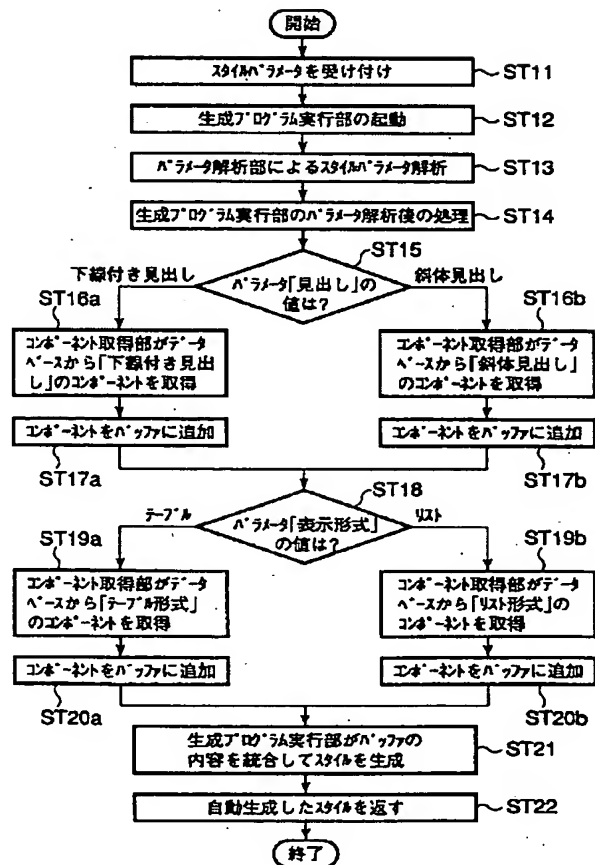 開始
スタイルパラメータを受け付け
ST11
生成プログラム実行部の起動
ST12
パラメータ解析部によるスタイルパラメータ解析
ST13
生成プログラム実行部のパラメータ解析後の処理
ST14
ST15
下線付き見出し
パラメータ「見出し」の
値は?
斜体見出し
ST16a
ST16b
コンポーネント取得部がデータ
ベースから「下線付き見出
し」のコンポーネントを取得
コンポーネント取得部がデータ
ベースから「斜体見出し」
のコンポーネントを取得
コンポーネントをバッファに追加
コンポーネントをバッファに追加
ST17a
ST17b
ST18
テーブル
パラメータ「表示形式」
の値は?
リスト
ST19a
ST19b
コンポーネント取得部がデータ
ベースから「テーブル形式」
のコンポーネントを取得
コンポーネント取得部がデータ
ベースから「リスト形式」の
コンポーネントを取得
コンポーネントをバッファに追加
コンポーネントをバッファに追加
ST20a
ST20b
生成プログラム実行部がバッファの
内容を統合してスタイルを生成
ST21
自動生成したスタイルを返す
ST22
終了